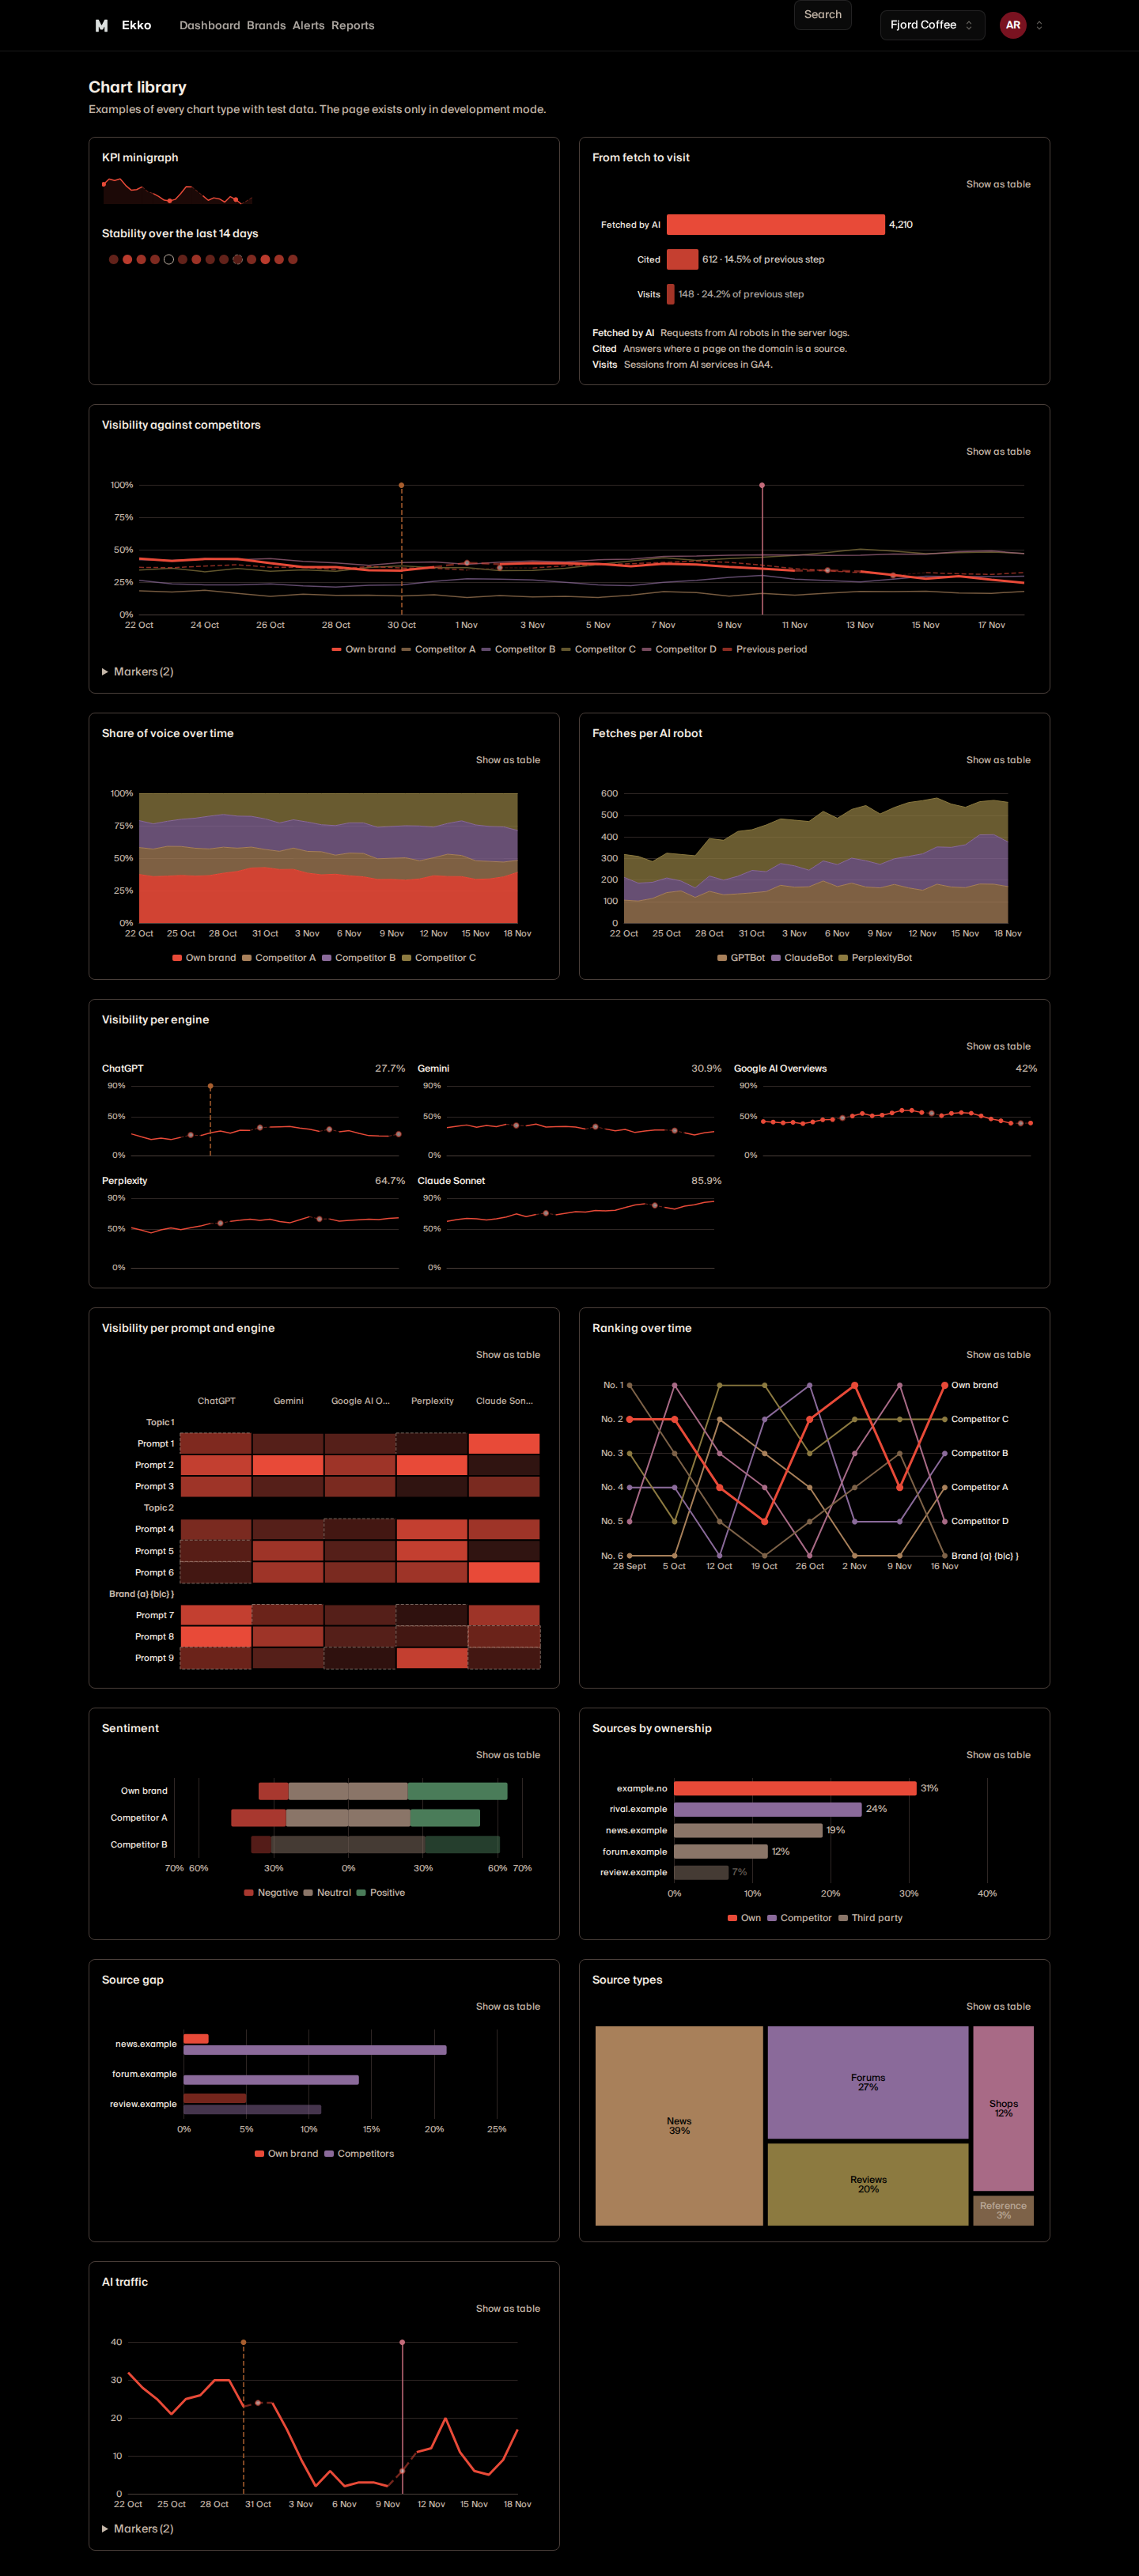 Ekko
Dashboard Brands Alerts Reports
Search
Fjord Coffee
AR
Chart library
Examples of every chart type with test data. The page exists only in development mode.
KPI minigraph
Stability over the last 14 days
From fetch to visit
Show as table
Fetched by AI 4,210
Cited 612 · 14.5% of previous step
Visits 148 · 24.2% of previous step
Fetched by AI Requests from AI robots in the server logs.
Cited Answers where a page on the domain is a source.
Visits Sessions from AI services in GA4.
Visibility against competitors
Show as table
100%
75%
50%
25%
0%
22 Oct 24 Oct 26 Oct 28 Oct 30 Oct 1 Nov 3 Nov 5 Nov 7 Nov 9 Nov 11 Nov 13 Nov 15 Nov 17 Nov
Own brand Competitor A Competitor B Competitor C Competitor D Previous period
Markers (2)
Share of voice over time
Show as table
100%
75%
50%
25%
0%
22 Oct 25 Oct 28 Oct 31 Oct 3 Nov 6 Nov 9 Nov 12 Nov 15 Nov 18 Nov
Own brand Competitor A Competitor B Competitor C
Fetches per AI robot
Show as table
600
500
400
300
200
100
0
22 Oct 25 Oct 28 Oct 31 Oct 3 Nov 6 Nov 9 Nov 12 Nov 15 Nov 18 Nov
GPTBot ClaudeBot PerplexityBot
Visibility per engine
Show as table
ChatGPT 27.7%
90%
50%
0%
Gemini 30.9%
90%
50%
0%
Google AI Overviews 42%
90%
50%
0%
Perplexity 64.7%
90%
50%
0%
Claude Sonnet 85.9%
90%
50%
0%
Visibility per prompt and engine
Show as table
ChatGPT Gemini Google AI O... Perplexity Claude Son...
Topic 1
Prompt 1
Prompt 2
Prompt 3
Topic 2
Prompt 4
Prompt 5
Prompt 6
Brand {a} {b|c} }
Prompt 7
Prompt 8
Prompt 9
Ranking over time
Show as table
No. 1 Own brand
No. 2 Competitor C
No. 3 Competitor B
No. 4 Competitor A
No. 5 Competitor D
No. 6 Brand {a} {b|c} }
28 Sept 5 Oct 12 Oct 19 Oct 26 Oct 2 Nov 9 Nov 16 Nov
Sentiment
Show as table
Own brand
Competitor A
Competitor B
70% 60% 30% 0% 30% 60% 70%
Negative Neutral Positive
Sources by ownership
Show as table
example.no 31%
rival.example 24%
news.example 19%
forum.example 12%
review.example 7%
0% 10% 20% 30% 40%
Own Competitor Third party
Source gap
Show as table
news.example
forum.example
review.example
0% 5% 10% 15% 20% 25%
Own brand Competitors
Source types
Show as table
News
39%
Forums
27%
Reviews
20%
Shops
12%
Reference
3%
AI traffic
Show as table
40
30
20
10
0
22 Oct 25 Oct 28 Oct 31 Oct 3 Nov 6 Nov 9 Nov 12 Nov 15 Nov 18 Nov
Markers (2)